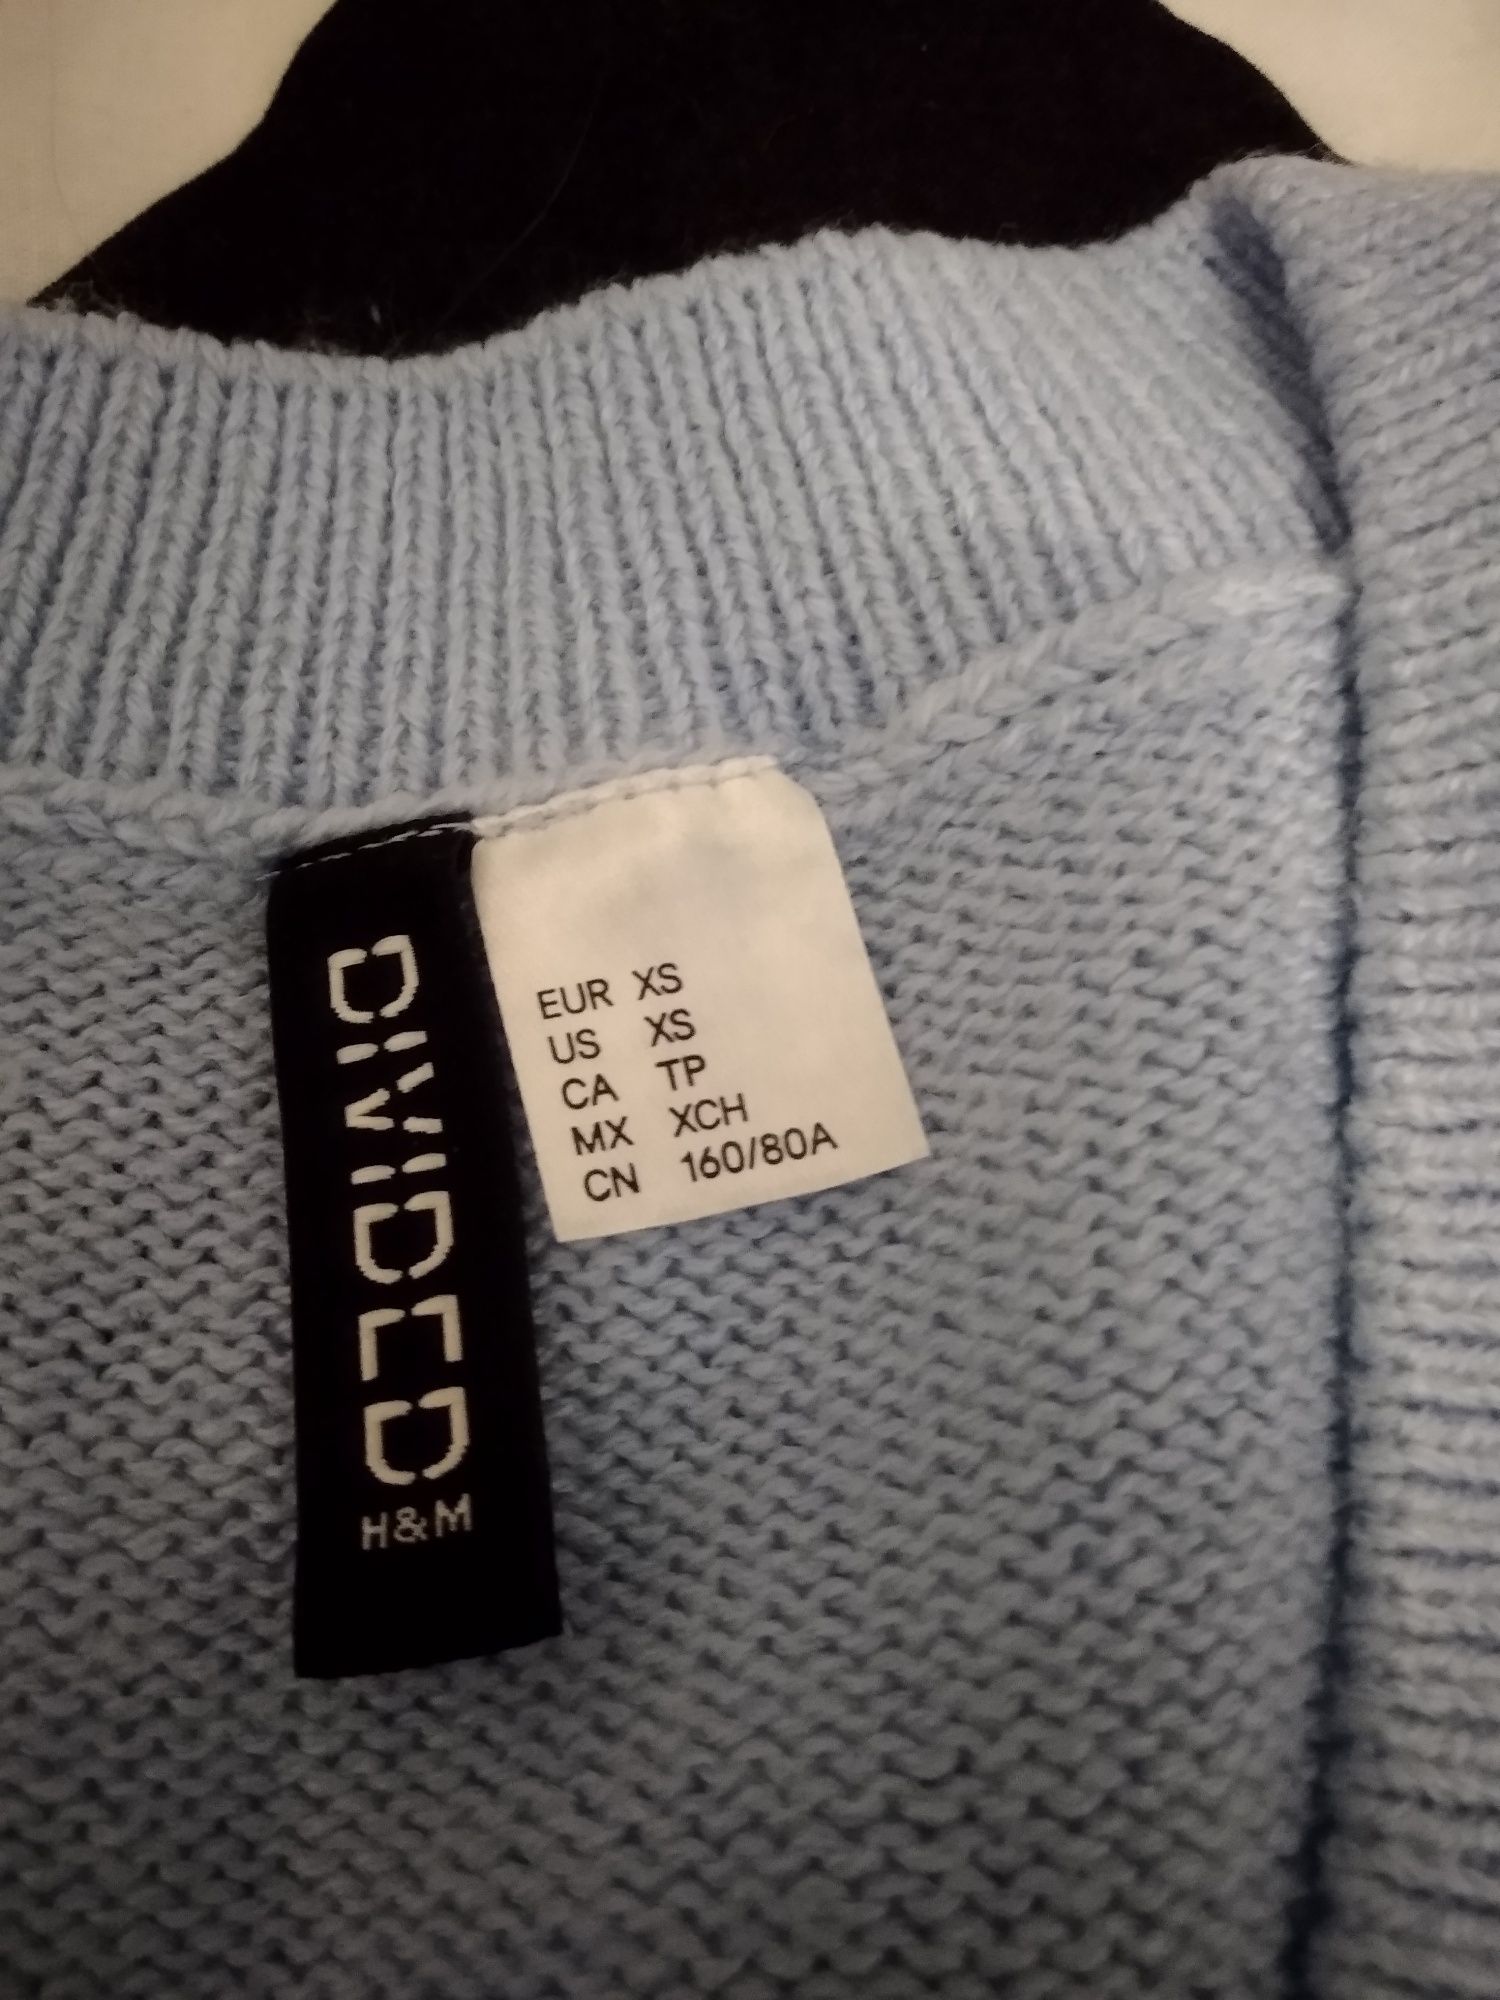 DIVIDED
H&M
EUR XS
US XS
CA TP
MX XCH
CN 160/80A